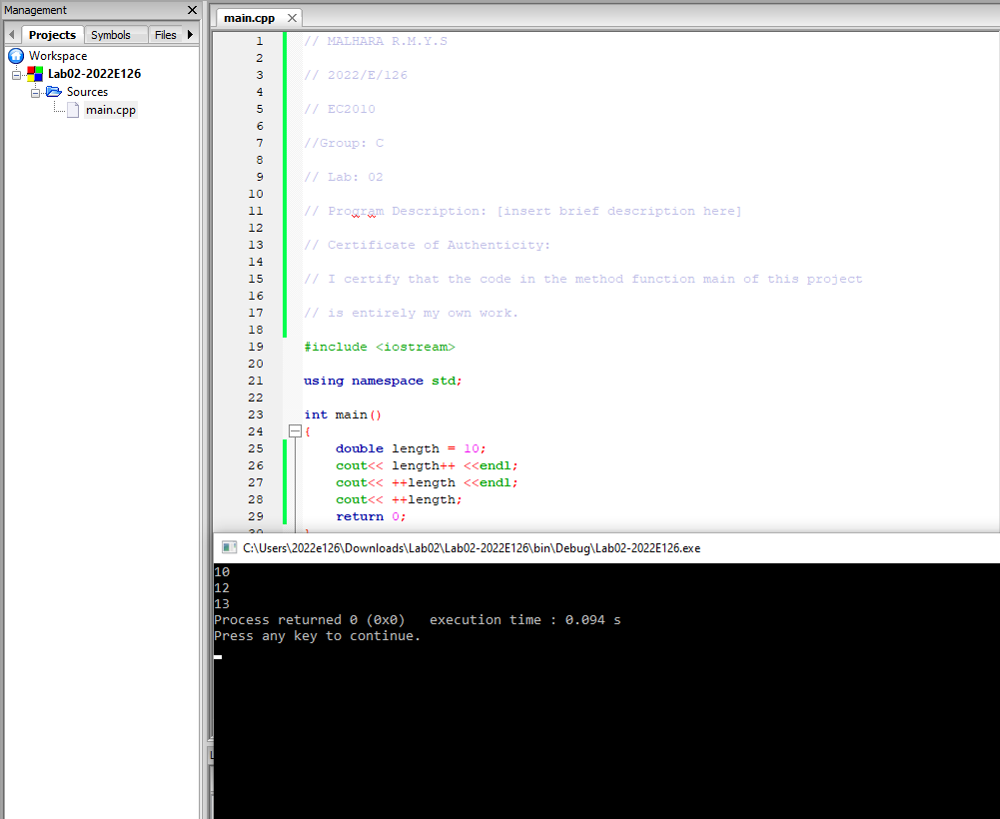 Management
Projects Symbols Files
Workspace
Lab02-2022E126
Sources
main.cpp
main.cpp
1 // MALHARA R.M.Y.S
2
3 // 2022/E/126
4
5 // EC2010
6
7 //Group: C
8
9 // Lab: 02
10
11 // Program Description: [insert brief description here]
12
13 // Certificate of Authenticity:
14
15 // I certify that the code in the method function main of this project
16
17 // is entirely my own work.
18
19 #include <iostream>
20
21 using namespace std;
22
23 int main()
24 {
25 double length = 10;
26 cout<< length++ <<endl;
27 cout<< ++length <<endl;
28 cout<< ++length;
29 return 0;
30 }
C:\Users\2022e126\Downloads\Lab02\Lab02-2022E126\bin\Debug\Lab02-2022E126.exe
10
12
13
Process returned 0 (0x0)   execution time : 0.094 s
Press any key to continue.